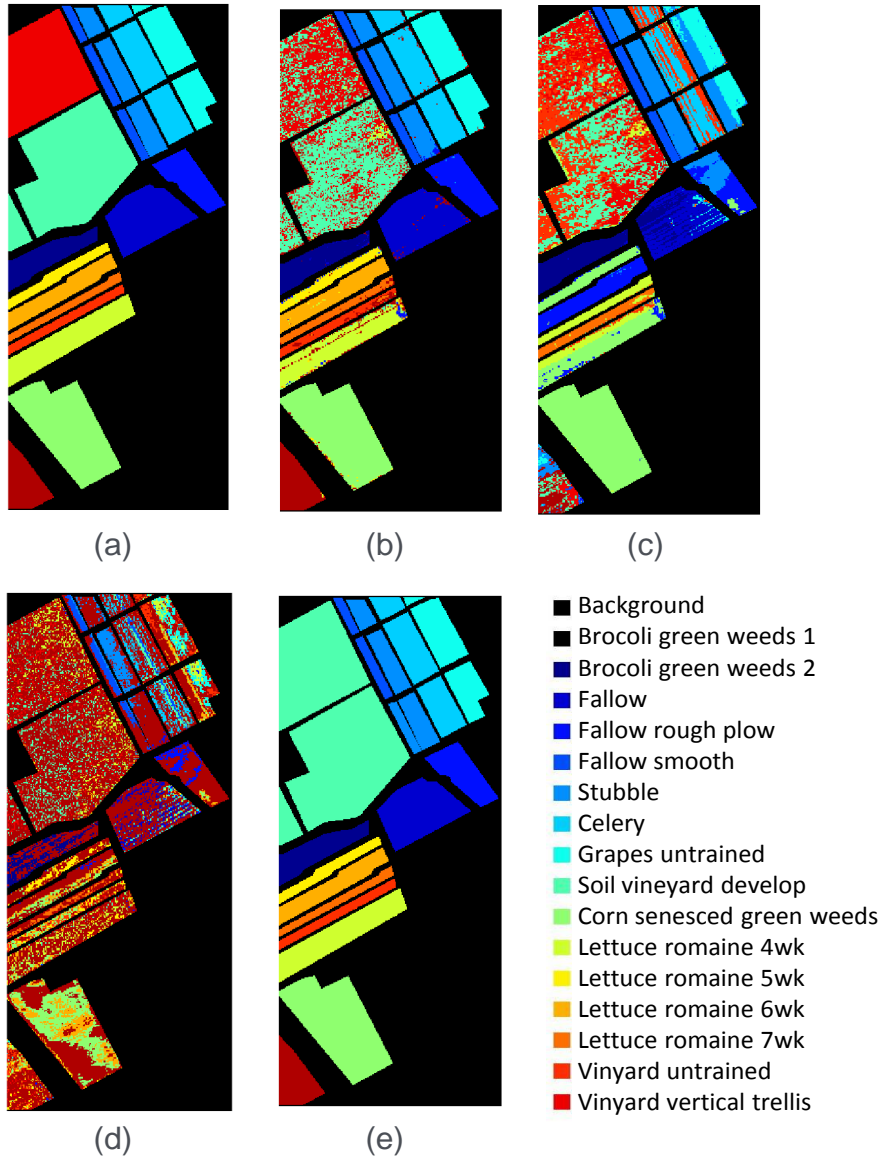 (a)
(b)
(c)
(d)
(e)
Background
Brocoli green weeds 1
Brocoli green weeds 2
Fallow
Fallow rough plow
Fallow smooth
Stubble
Celery
Grapes untrained
Soil vineyard develop
Corn senesced green weeds
Lettuce romaine 4wk
Lettuce romaine 5wk
Lettuce romaine 6wk
Lettuce romaine 7wk
Vinyard untrained
Vinyard vertical trellis